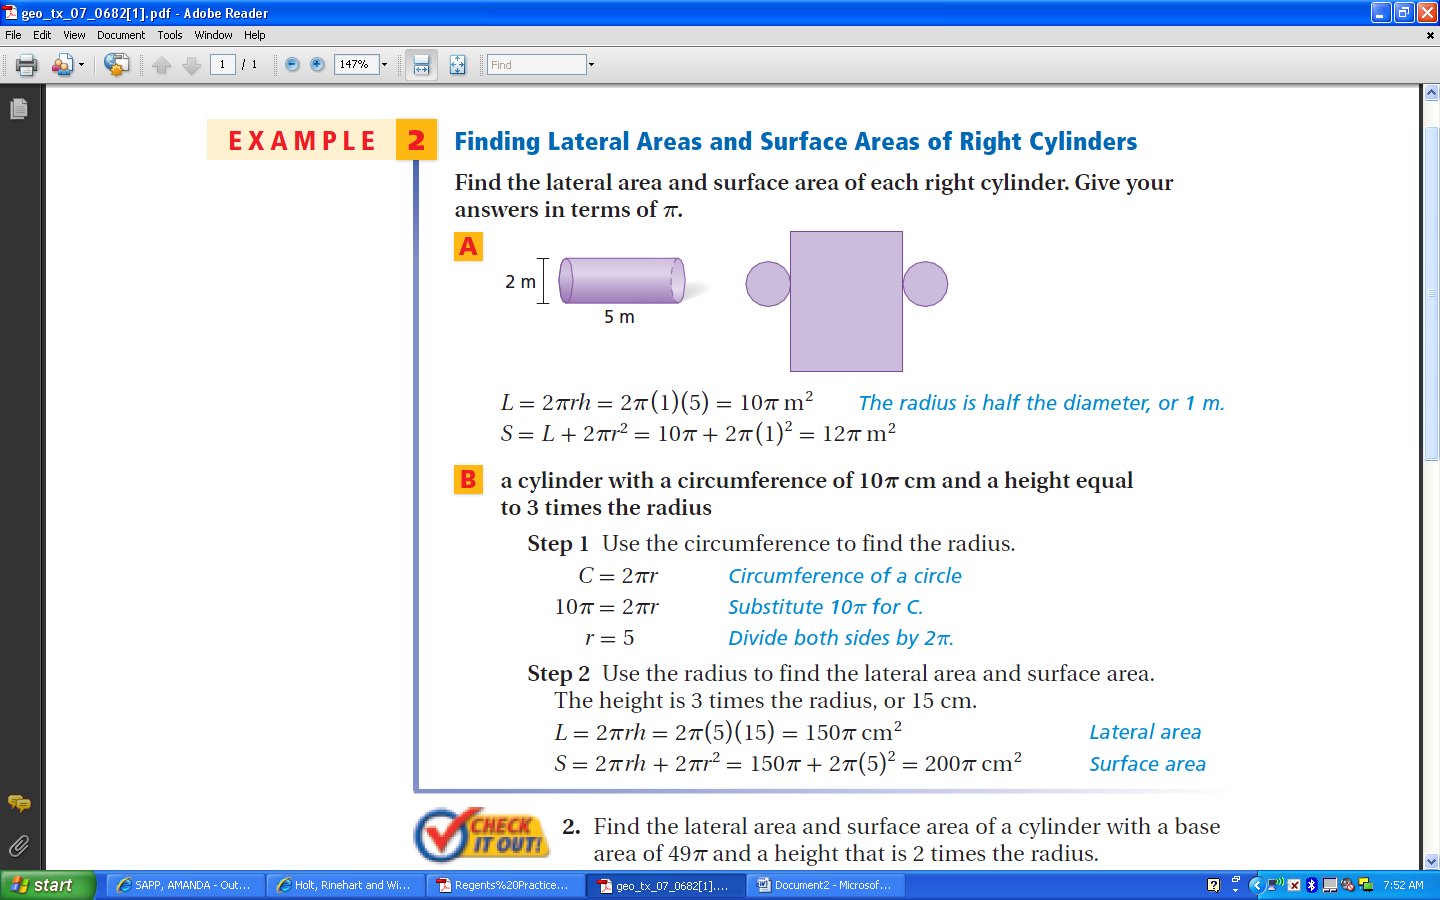 geo_tx_07_0682[1].pdf - Adobe Reader
File Edit View Document Tools Window Help
1 / 1 147% Find
EXAMPLE 2 Finding Lateral Areas and Surface Areas of Right Cylinders
Find the lateral area and surface area of each right cylinder. Give your
answers in terms of π.
A
2 m
5 m
L = 2πrh = 2π(1)(5) = 10π m² The radius is half the diameter, or 1 m.
S = L + 2πr² = 10π + 2π(1)² = 12π m²
B a cylinder with a circumference of 10π cm and a height equal
to 3 times the radius
Step 1 Use the circumference to find the radius.
C = 2πr Circumference of a circle
10π = 2πr Substitute 10π for C.
r = 5 Divide both sides by 2π.
Step 2 Use the radius to find the lateral area and surface area.
The height is 3 times the radius, or 15 cm.
L = 2πrh = 2π(5)(15) = 150π cm² Lateral area
S = 2πrh + 2πr² = 150π + 2π(5)² = 200π cm² Surface area
CHECK
IT OUT!
2. Find the lateral area and surface area of a cylinder with a base
area of 49π and a height that is 2 times the radius.
start SAPP, AMANDA - Out... Holt, Rinehart and Wi... Regents%20Practice... geo_tx_07_0682[1].... Document2 - Microsof... 7:52 AM